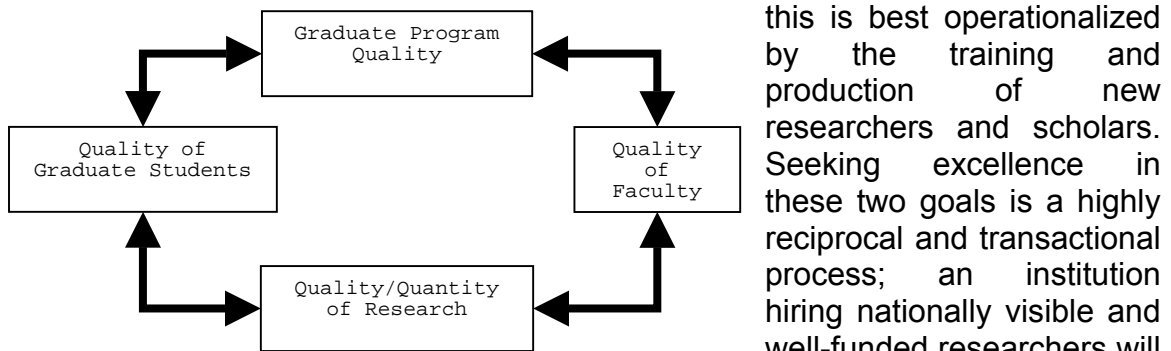 Graduate Program
Quality
Quality of
Graduate Students
Quality
of
Faculty
Quality/Quantity
of Research
this is best operationalized
by the training and
production of new
researchers and scholars.
Seeking excellence in
these two goals is a highly
reciprocal and transactional
process; an institution
hiring nationally visible and
well-funded researchers will